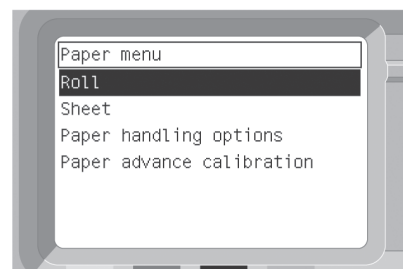 Paper menu
Roll
Sheet
Paper handling options
Paper advance calibration